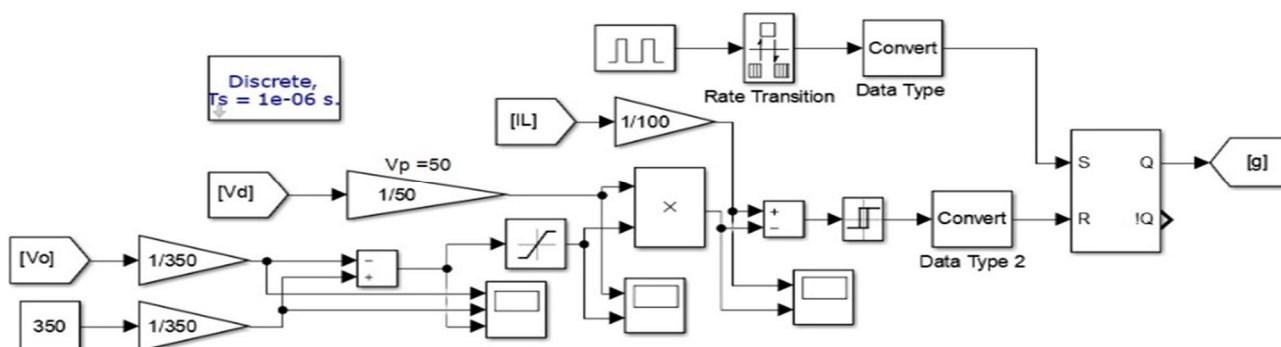 Discrete,
Ts = 1e-06 s.
Rate Transition
Convert
Data Type
[IL]
1/100
Vp =50
[Vd]
1/50
×
+
−
Convert
Data Type 2
S
Q
R
!Q
[g]
[Vo]
1/350
−
+
350
1/350